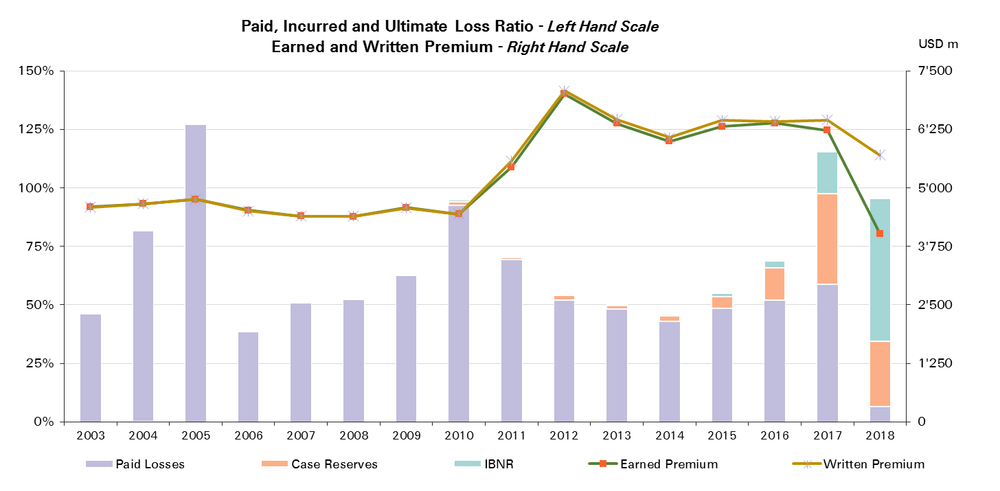 Paid, Incurred and Ultimate Loss Ratio - Left Hand Scale
Earned and Written Premium - Right Hand Scale
USD m
150% 7'500
125% 6'250
100% 5'000
75% 3'750
50% 2'500
25% 1'250
0% 0
2003 2004 2005 2006 2007 2008 2009 2010 2011 2012 2013 2014 2015 2016 2017 2018
Paid Losses Case Reserves IBNR Earned Premium Written Premium